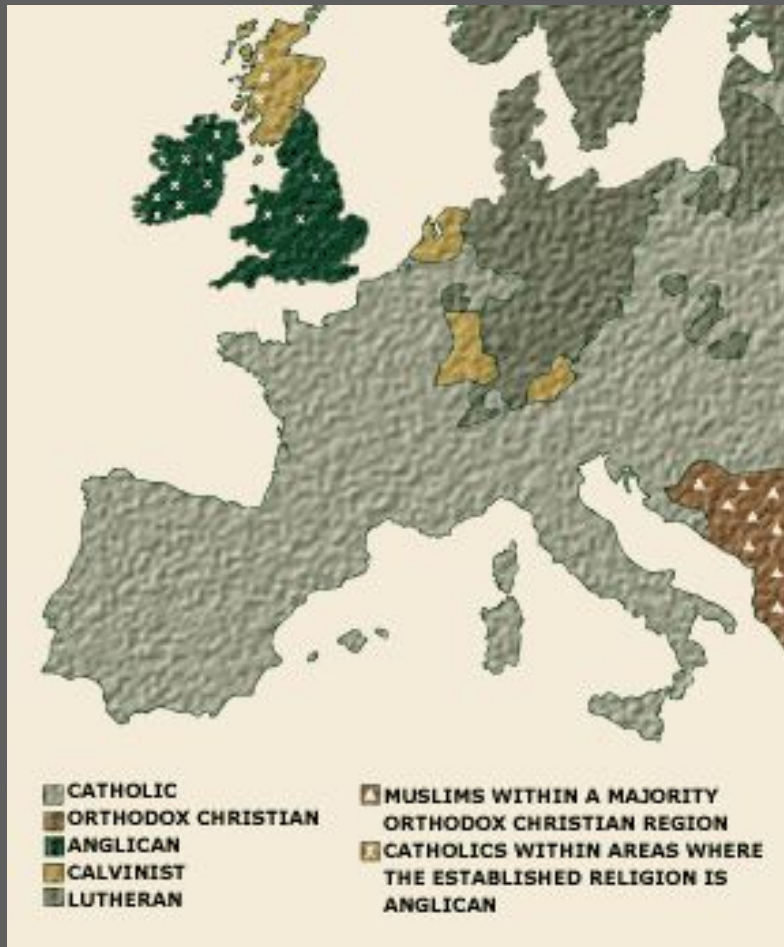 CATHOLIC
ORTHODOX CHRISTIAN
ANGLICAN
CALVINIST
LUTHERAN
MUSLIMS WITHIN A MAJORITY
ORTHODOX CHRISTIAN REGION
CATHOLICS WITHIN AREAS WHERE
THE ESTABLISHED RELIGION IS
ANGLICAN